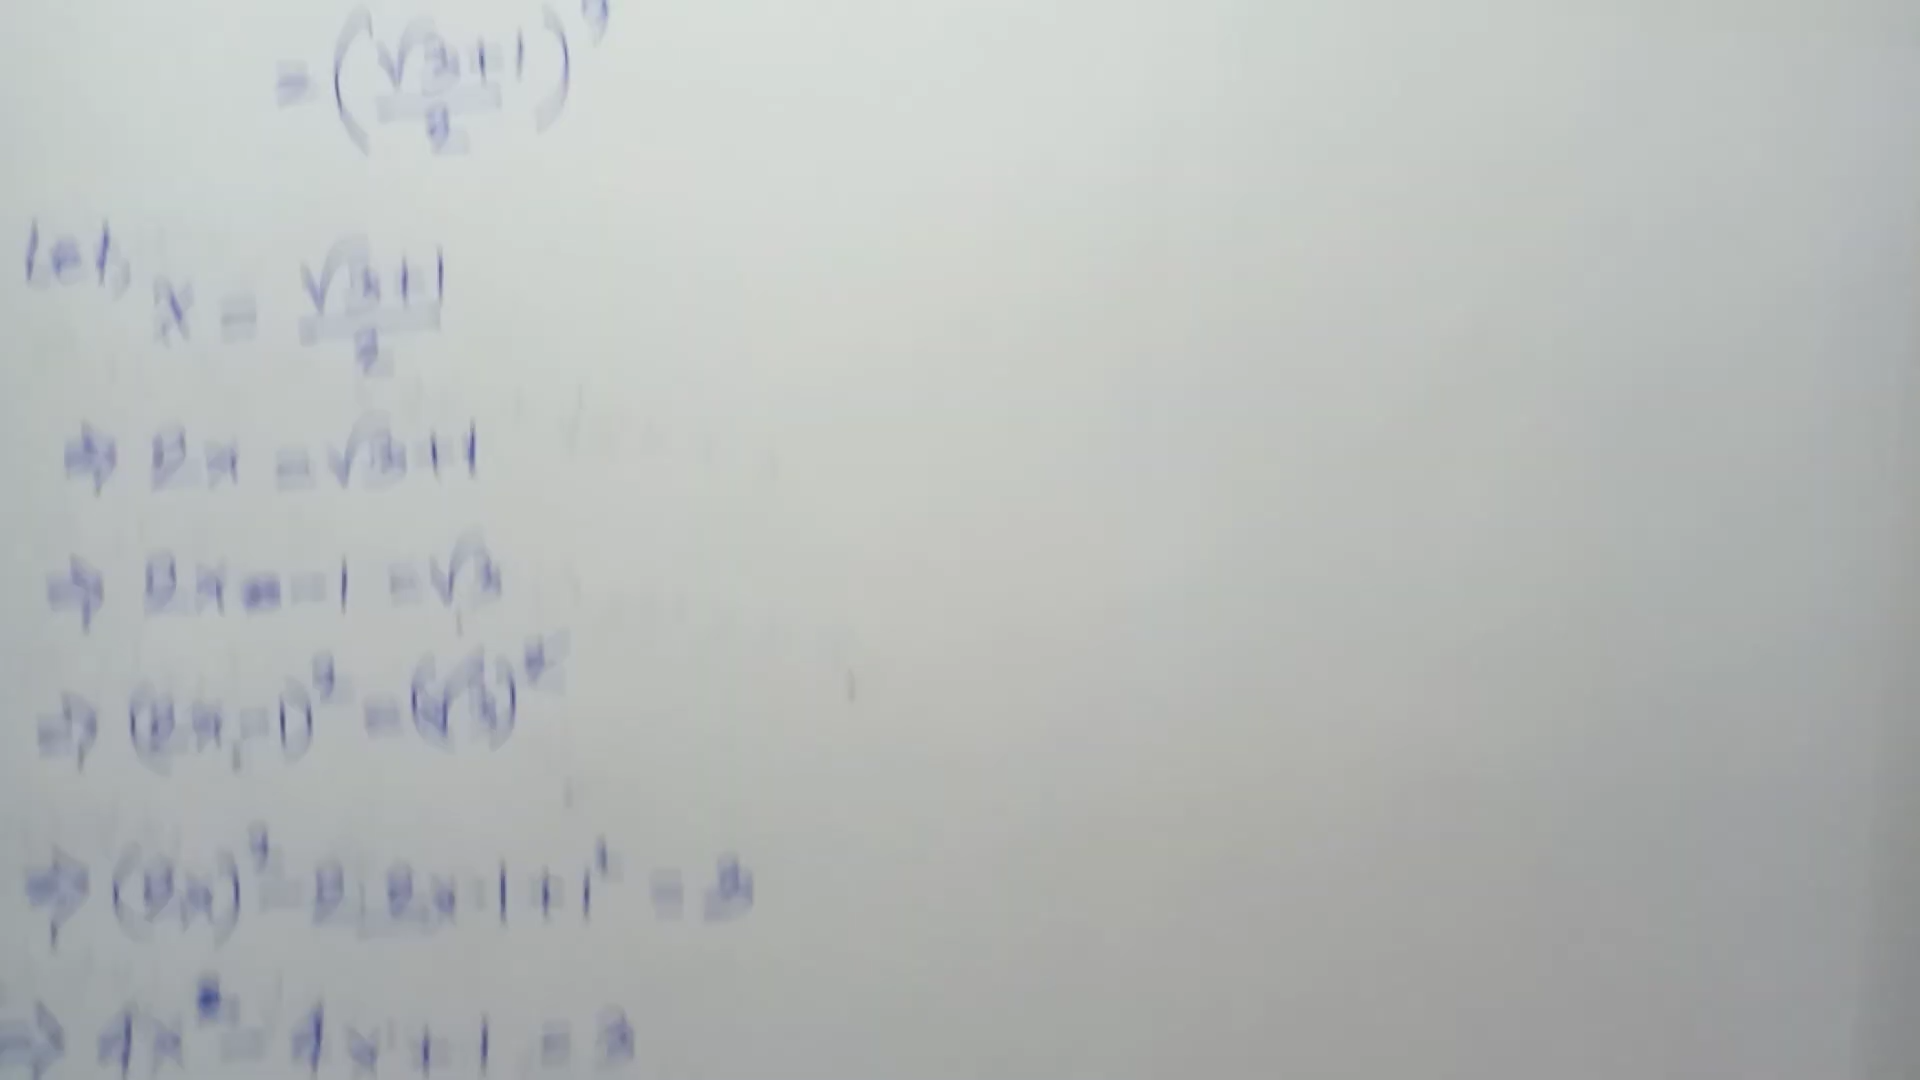 = (√3+1 / 2)
let, x = √3+1 / 2
⇒ 2x = √3+1
⇒ 2x - 1 = √3
⇒ (2x-1)² = (√3)²
⇒ (2x)² - 2.2x.1+1² = 3
⇒ 4x² - 4x + 1 = 3